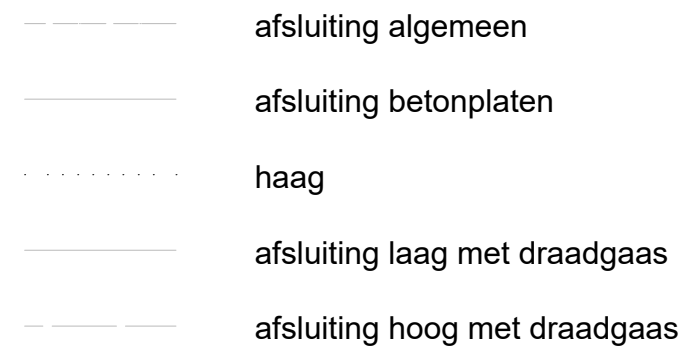 afsluiting algemeen
afsluiting betonplaten
haag
afsluiting laag met draadgaas
afsluiting hoog met draadgaas